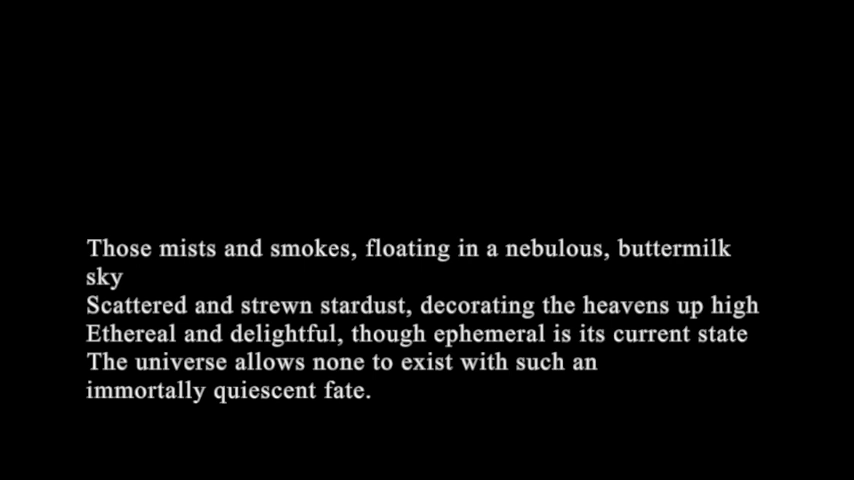 Those mists and smokes, floating in a nebulous, buttermilk
sky
Scattered and strewn stardust, decorating the heavens up high
Ethereal and delightful, though ephemeral is its current state
The universe allows none to exist with such an
immortally quiescent fate.